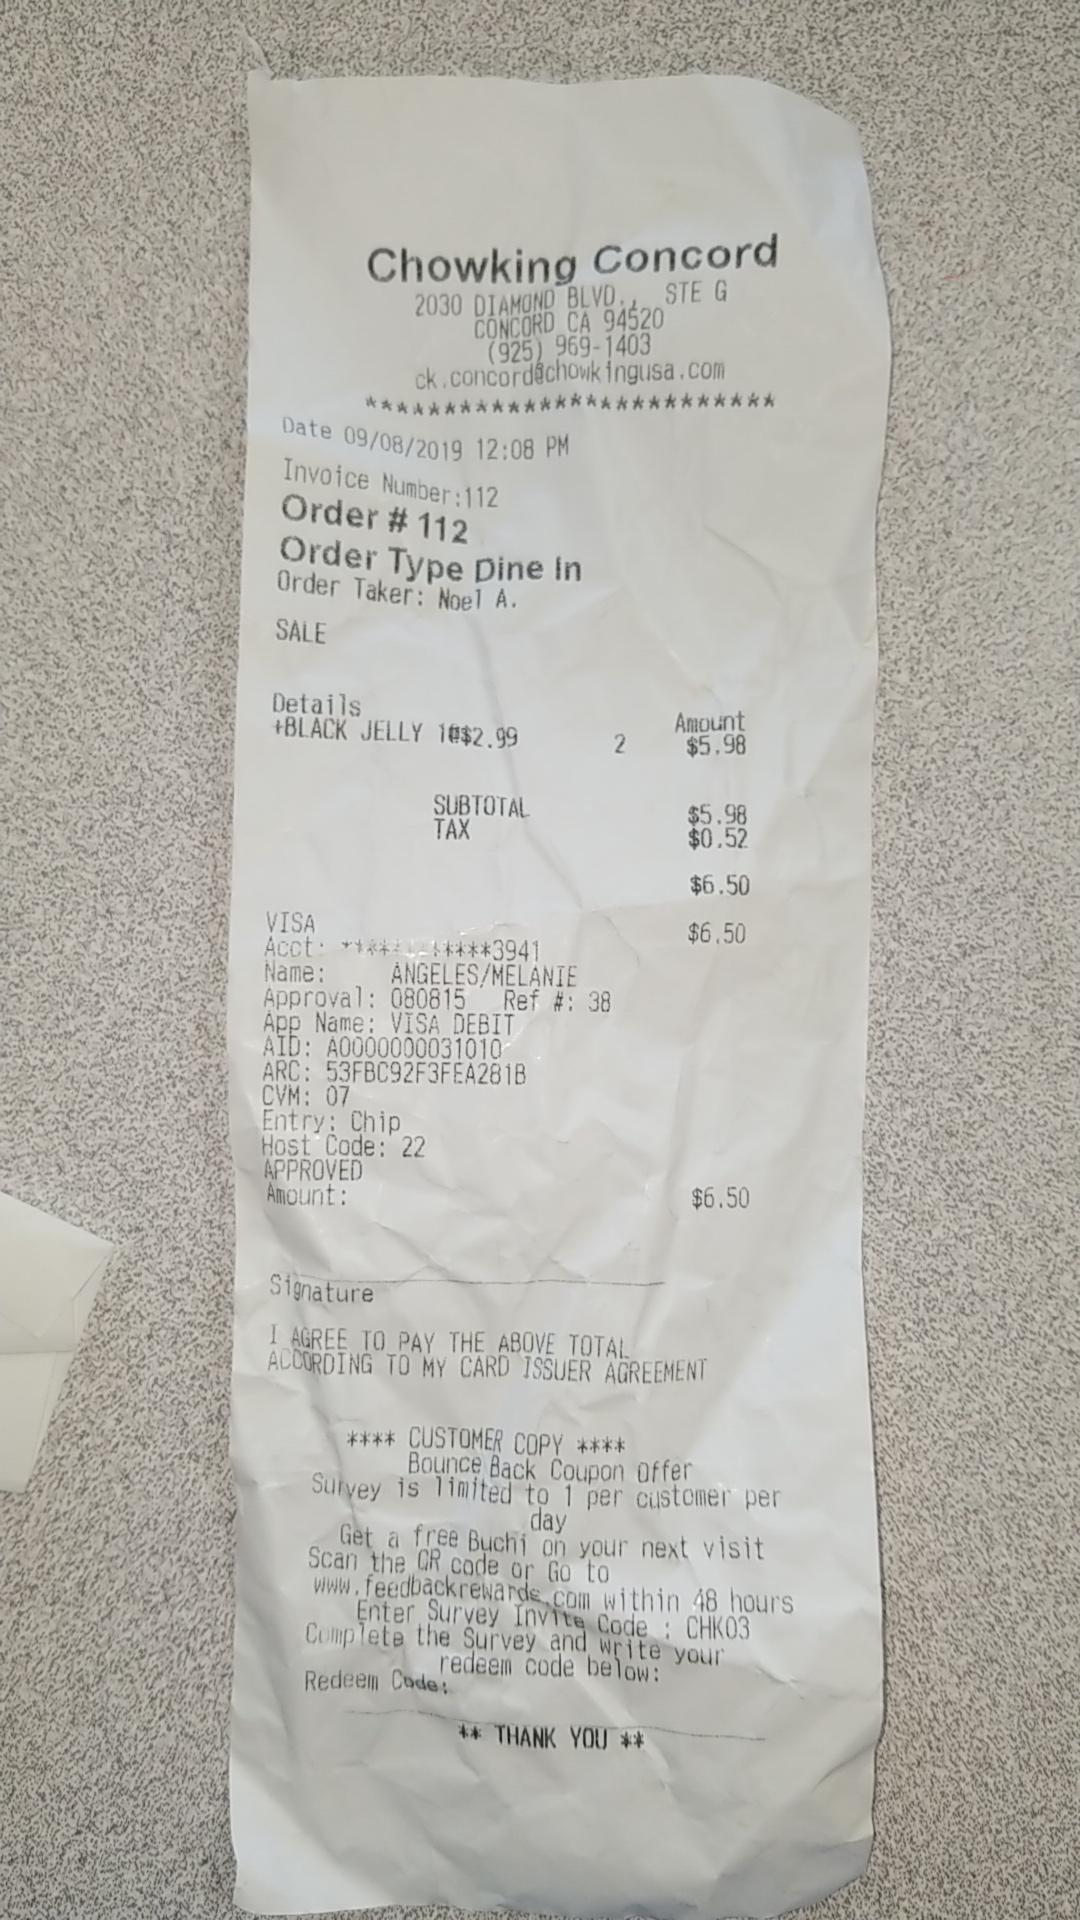 Chowking Concord
2030 DIAMOND BLVD., STE G
CONCORD CA 94520
(925) 969-1403
ck.concord@chowkingusa.com
**************************
Date 09/08/2019 12:08 PM
Invoice Number:112
Order # 112
Order Type Dine In
Order Taker: Noel A.
SALE
Details Amount
+BLACK JELLY 1@$2.99 2 $5.98
SUBTOTAL $5.98
TAX $0.52
$6.50
VISA $6.50
Acct: ************3941
Name: ANGELES/MELANIE
Approval: 080815 Ref #: 38
App Name: VISA DEBIT
AID: A0000000031010
ARC: 53FBC92F3FEA281B
CVM: 07
Entry: Chip
Host Code: 22
APPROVED
Amount: $6.50
Signature
I AGREE TO PAY THE ABOVE TOTAL
ACCORDING TO MY CARD ISSUER AGREEMENT
**** CUSTOMER COPY ****
Bounce Back Coupon Offer
Survey is limited to 1 per customer per
day
Get a free Buchi on your next visit
Scan the QR code or Go to
www.feedbackrewards.com within 48 hours
Enter Survey Invite Code : CHK03
Complete the Survey and write your
redeem code below:
Redeem Code:
** THANK YOU **